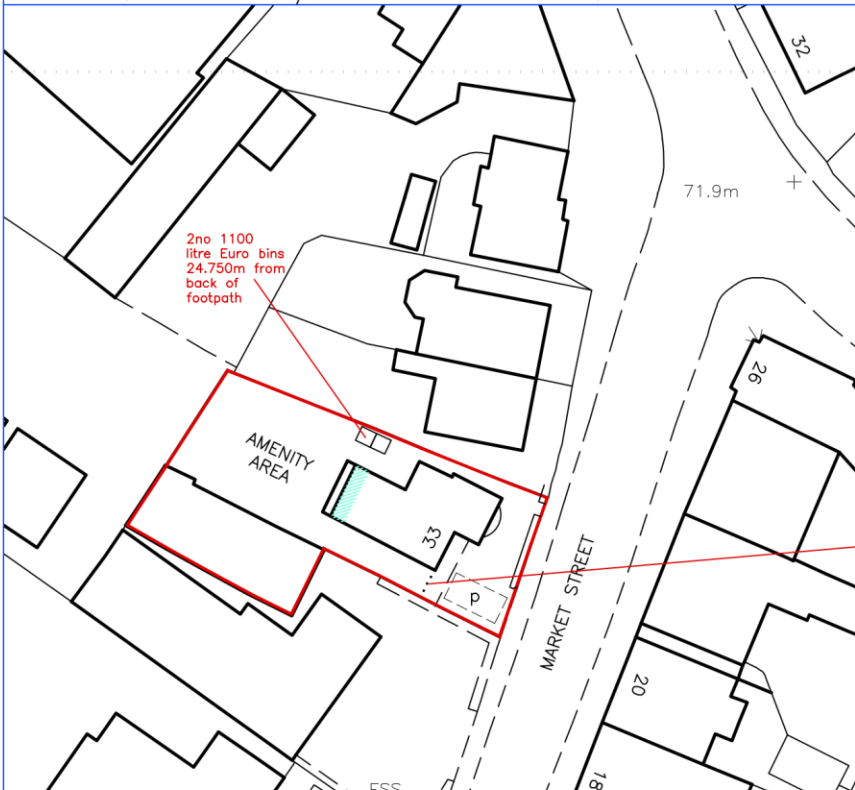 32
71.9m
2no 1100
litre Euro bins
24.750m from
back of
footpath
26
AMENITY
AREA
33
MARKET STREET
p
20
18
ESS